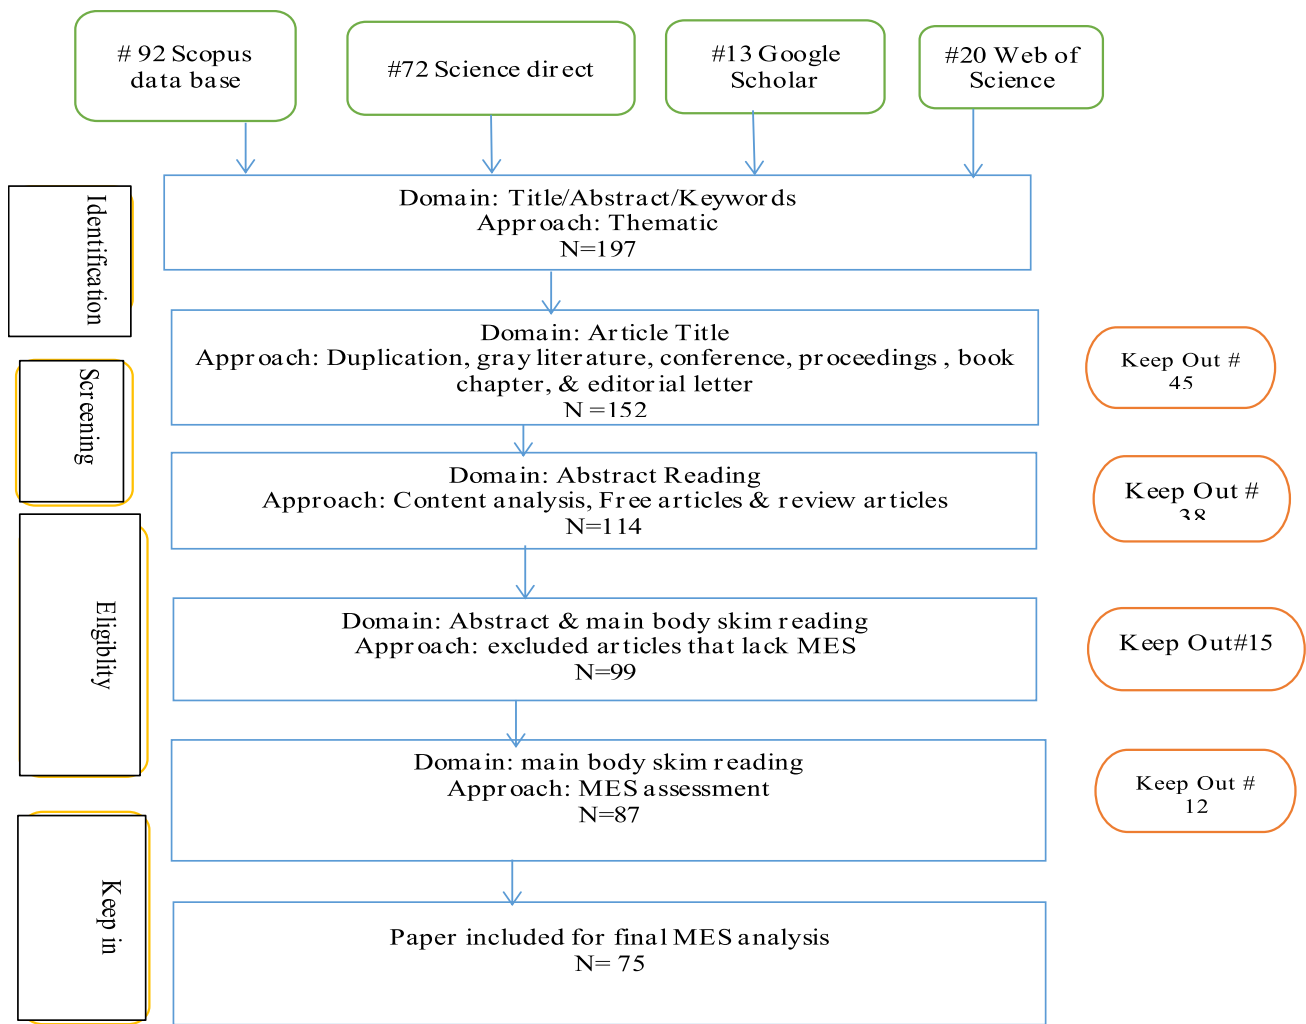 # 92 Scopus
data base
#72 Science direct
#13 Google
Scholar
#20 Web of
Science
Identification
Domain: Title/Abstract/Keywords
Approach: Thematic
N=197
Screening
Domain: Article Title
Approach: Duplication, gray literature, conference, proceedings , book
chapter, & editorial letter
N =152
Keep Out #
45
Domain: Abstract Reading
Approach: Content analysis, Free articles & review articles
N=114
Keep Out #
38
Eligiblity
Domain: Abstract & main body skim reading
Approach: excluded articles that lack MES
N=99
Keep Out#15
Domain: main body skim reading
Approach: MES assessment
N=87
Keep Out #
12
Keep in
Paper included for final MES analysis
N= 75